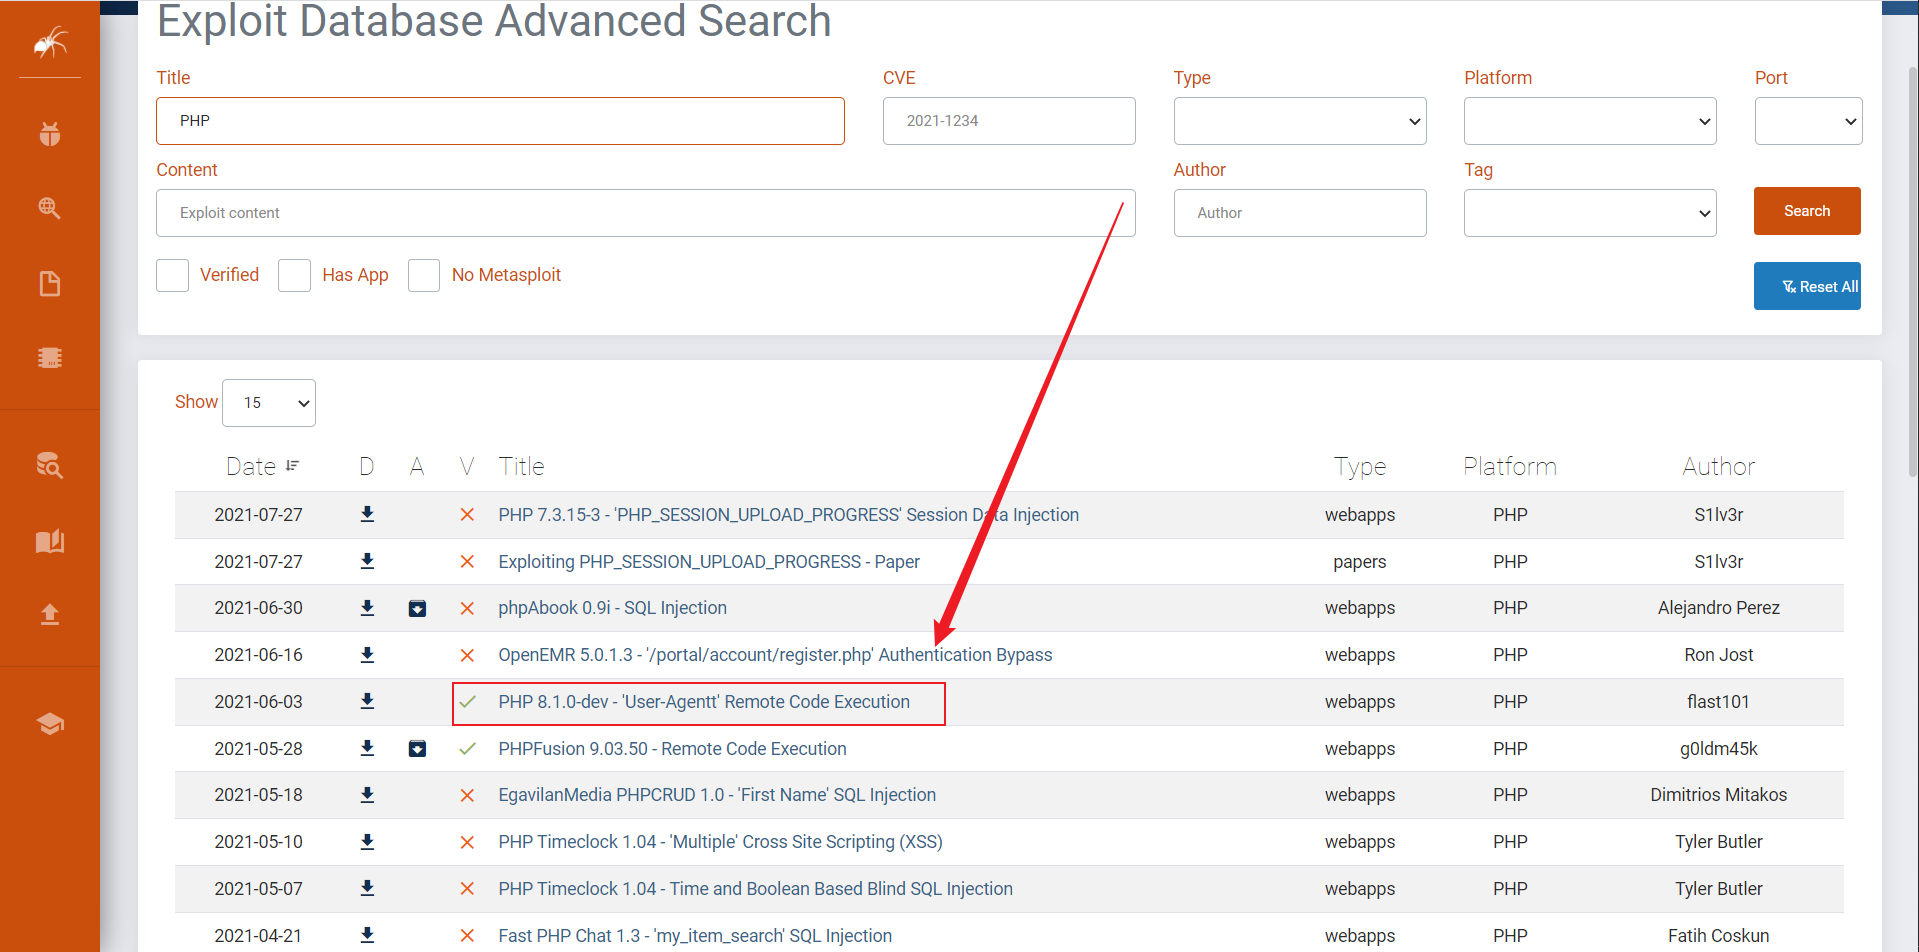 Exploit Database Advanced Search
Title CVE Type Platform Port
PHP 2021-1234
Content Author Tag
Exploit content Author Search
Verified Has App No Metasploit Reset All
Show 15
Date D A V Title Type Platform Author
2021-07-27 PHP 7.3.15-3 - 'PHP_SESSION_UPLOAD_PROGRESS' Session Data Injection webapps PHP S1lv3r
2021-07-27 Exploiting PHP_SESSION_UPLOAD_PROGRESS - Paper papers PHP S1lv3r
2021-06-30 phpAbook 0.9i - SQL Injection webapps PHP Alejandro Perez
2021-06-16 OpenEMR 5.0.1.3 - '/portal/account/register.php' Authentication Bypass webapps PHP Ron Jost
2021-06-03 PHP 8.1.0-dev - 'User-Agentt' Remote Code Execution webapps PHP flast101
2021-05-28 PHPFusion 9.03.50 - Remote Code Execution webapps PHP g0ldm45k
2021-05-18 EgavilanMedia PHPCRUD 1.0 - 'First Name' SQL Injection webapps PHP Dimitrios Mitakos
2021-05-10 PHP Timeclock 1.04 - 'Multiple' Cross Site Scripting (XSS) webapps PHP Tyler Butler
2021-05-07 PHP Timeclock 1.04 - Time and Boolean Based Blind SQL Injection webapps PHP Tyler Butler
2021-04-21 Fast PHP Chat 1.3 - 'my_item_search' SQL Injection webapps PHP Fatih Coskun